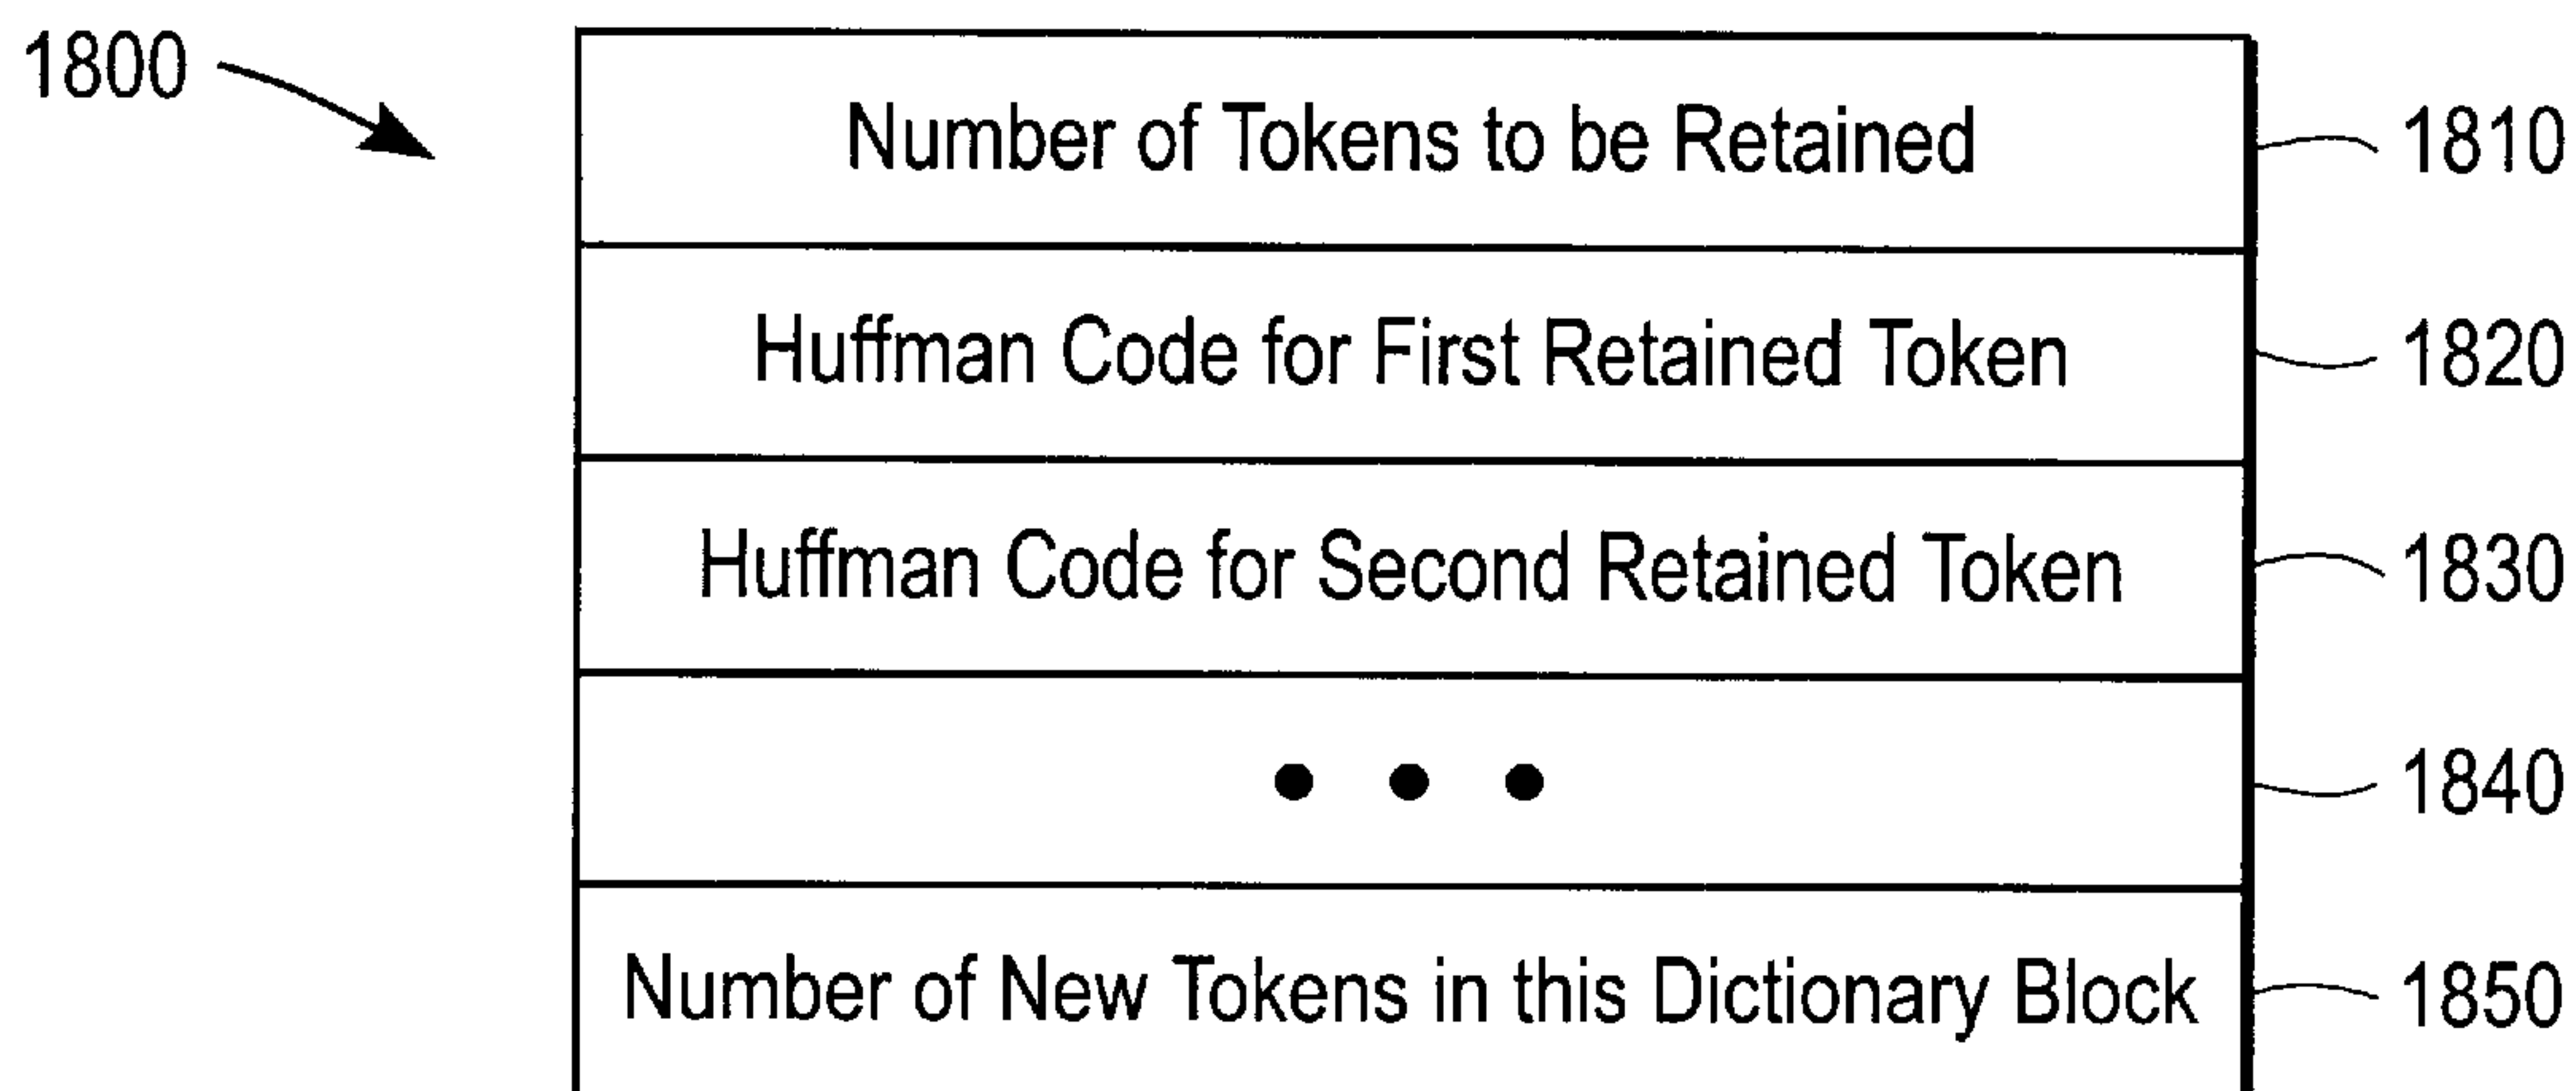 1800
Number of Tokens to be Retained 1810
Huffman Code for First Retained Token 1820
Huffman Code for Second Retained Token 1830
• • • 1840
Number of New Tokens in this Dictionary Block 1850